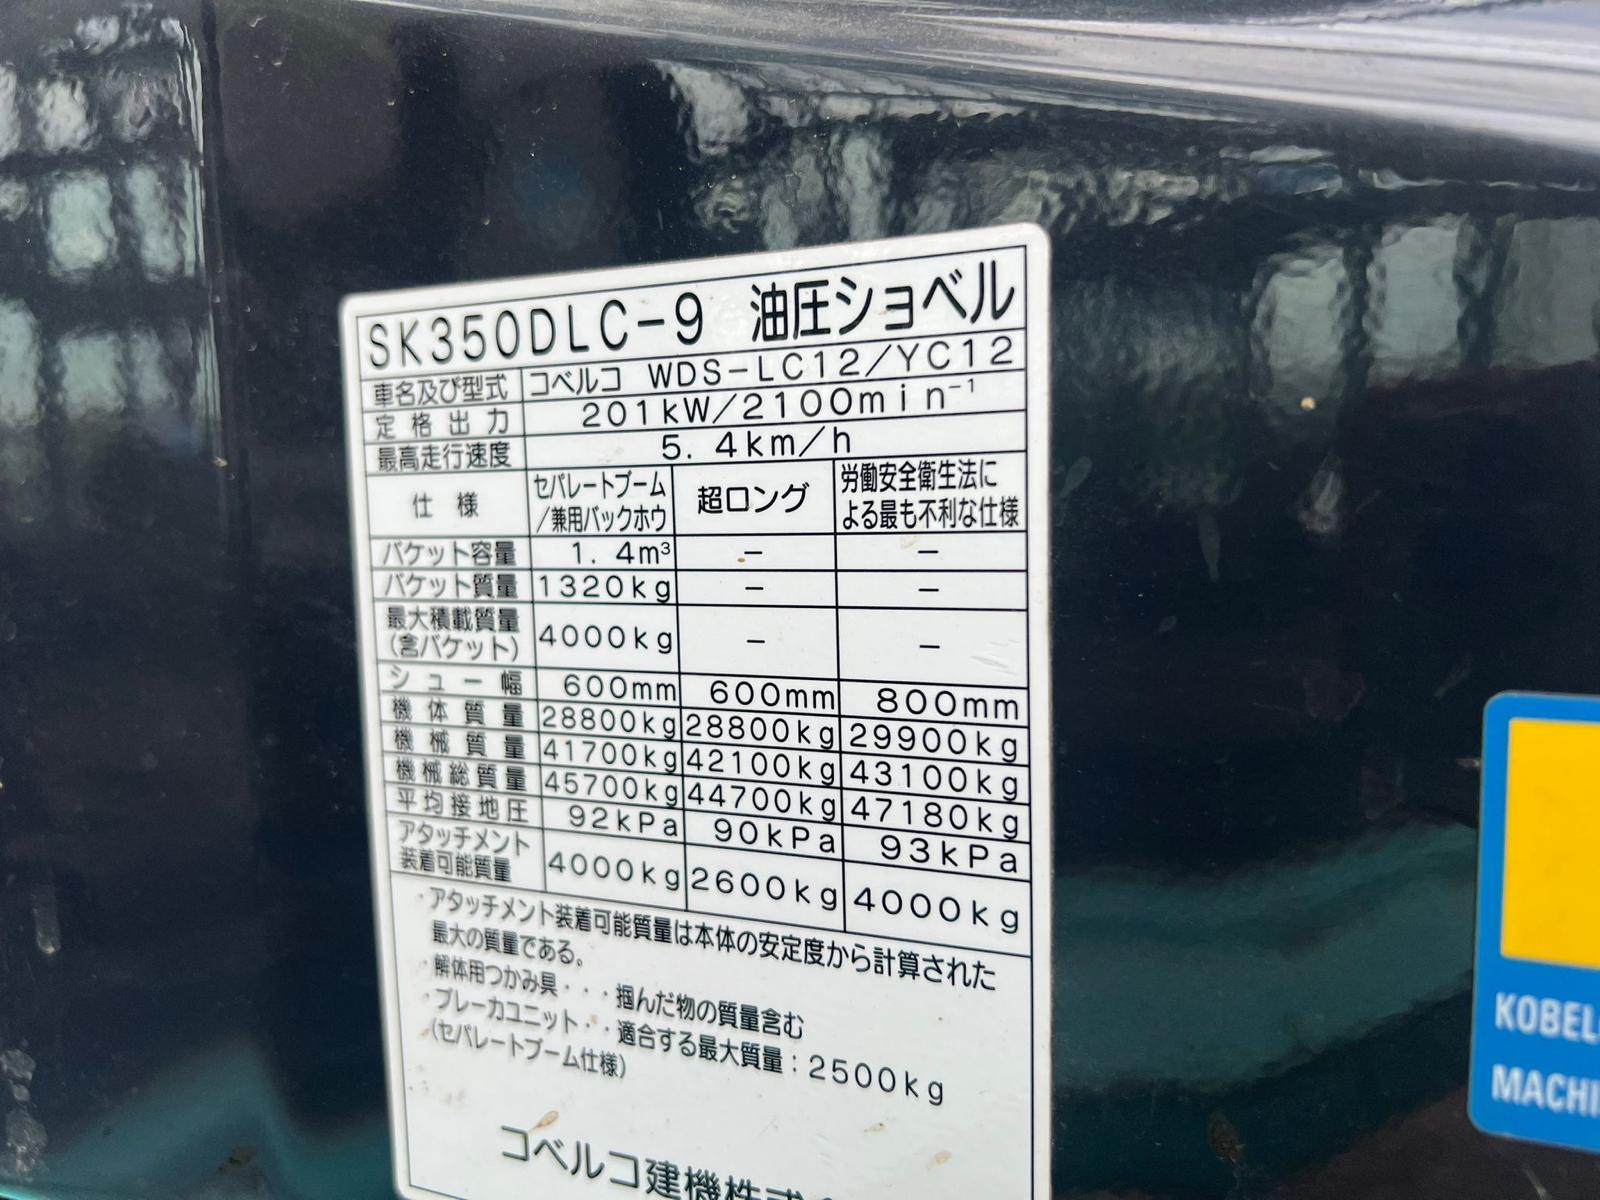 SK350DLC-9 油圧ショベル
車名及び型式 コベルコ WDS-LC12/YC12
定格出力 201kW/2100min⁻¹
最高走行速度 5.4km/h
仕様 セパレートブーム/兼用バックホウ 超ロング 労働安全衛生法による最も不利な仕様
バケット容量 1.4m³ － －
バケット質量 1320kg － －
最大積載質量(含バケット) 4000kg － －
シュー幅 600mm 600mm 800mm
機体質量 28800kg 28800kg 29900kg
機械質量 41700kg 42100kg 43100kg
機械総質量 45700kg 44700kg 47180kg
平均接地圧 92kPa 90kPa 93kPa
アタッチメント装着可能質量 4000kg 2600kg 4000kg
・アタッチメント装着可能質量は本体の安定度から計算された
最大の質量である。
・解体用つかみ具・・・掴んだ物の質量含む
・ブレーカユニット・・適合する最大質量：2500kg
(セパレートブーム仕様)
コベルコ建機株式
KOBEL
MACHI